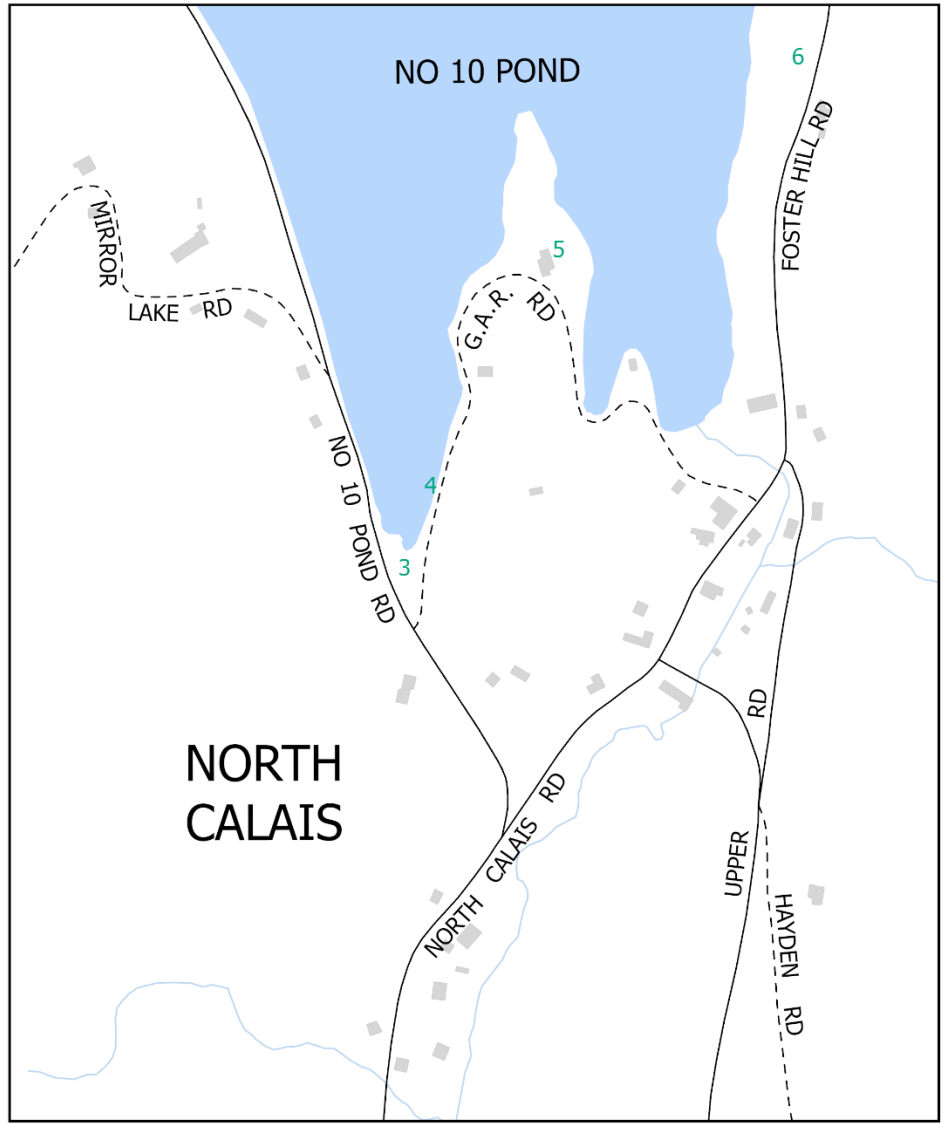 NO 10 POND
6
FOSTER HILL RD
MIRROR
LAKE RD
5
G.A.R. RD
NO 10 POND RD
4
3
NORTH
CALAIS
NORTH CALAIS RD
UPPER RD
HAYDEN RD